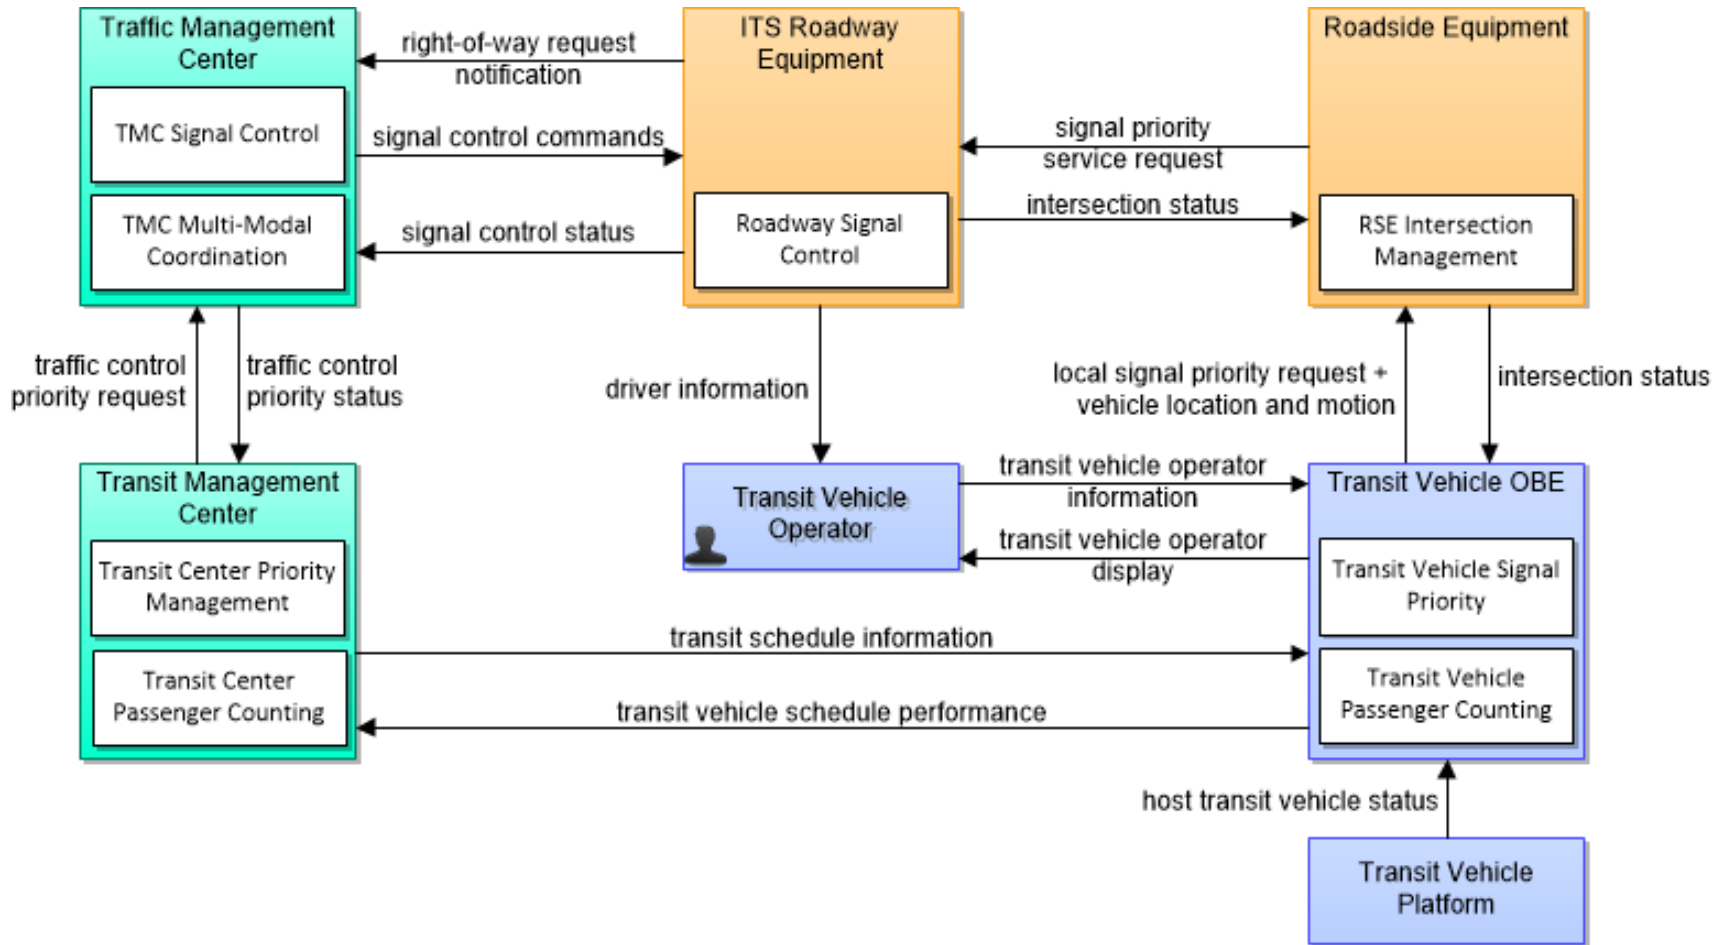 Traffic Management
Center
TMC Signal Control
TMC Multi-Modal
Coordination
right-of-way request
notification
signal control commands
signal control status
ITS Roadway
Equipment
Roadway Signal
Control
signal priority
service request
intersection status
Roadside Equipment
RSE Intersection
Management
traffic control
priority request
traffic control
priority status
driver information
local signal priority request +
vehicle location and motion
intersection status
Transit Management
Center
Transit Center Priority
Management
Transit Center
Passenger Counting
Transit Vehicle
Operator
transit vehicle operator
information
transit vehicle operator
display
transit schedule information
transit vehicle schedule performance
Transit Vehicle OBE
Transit Vehicle Signal
Priority
Transit Vehicle
Passenger Counting
host transit vehicle status
Transit Vehicle
Platform